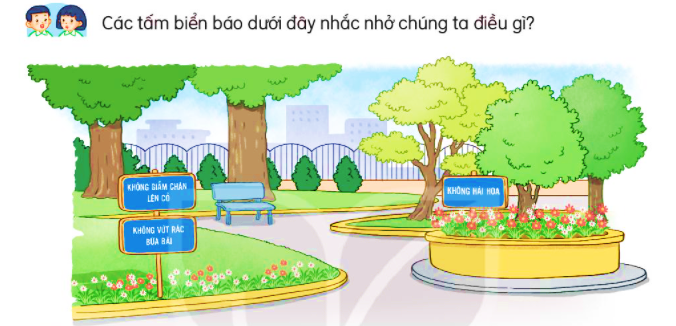 Các tấm biển báo dưới đây nhắc nhở chúng ta điều gì?
KHÔNG GIẪM CHÂN
LÊN CỎ
KHÔNG VỨT RÁC
BỪA BÃI
KHÔNG HÁI HOA